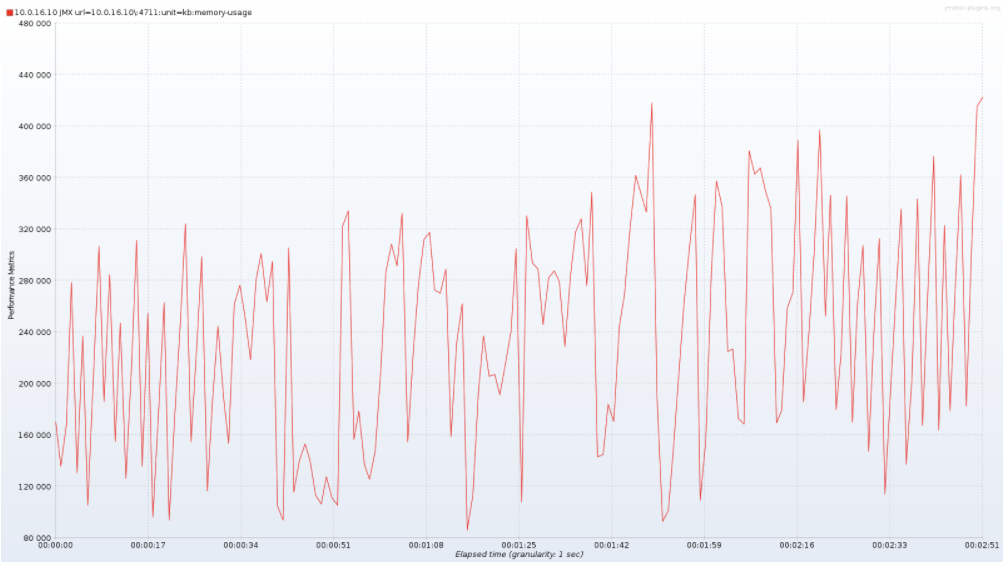 jmeter-plugins.org
10.0.16.10 JMX url=10.0.16.10\:4711:unit=kb:memory-usage
480 000
440 000
400 000
360 000
320 000
280 000
240 000
200 000
160 000
120 000
80 000
Performance Metrics
00:00:00 00:00:17 00:00:34 00:00:51 00:01:08 00:01:25 00:01:42 00:01:59 00:02:16 00:02:33 00:02:51
Elapsed time (granularity: 1 sec)